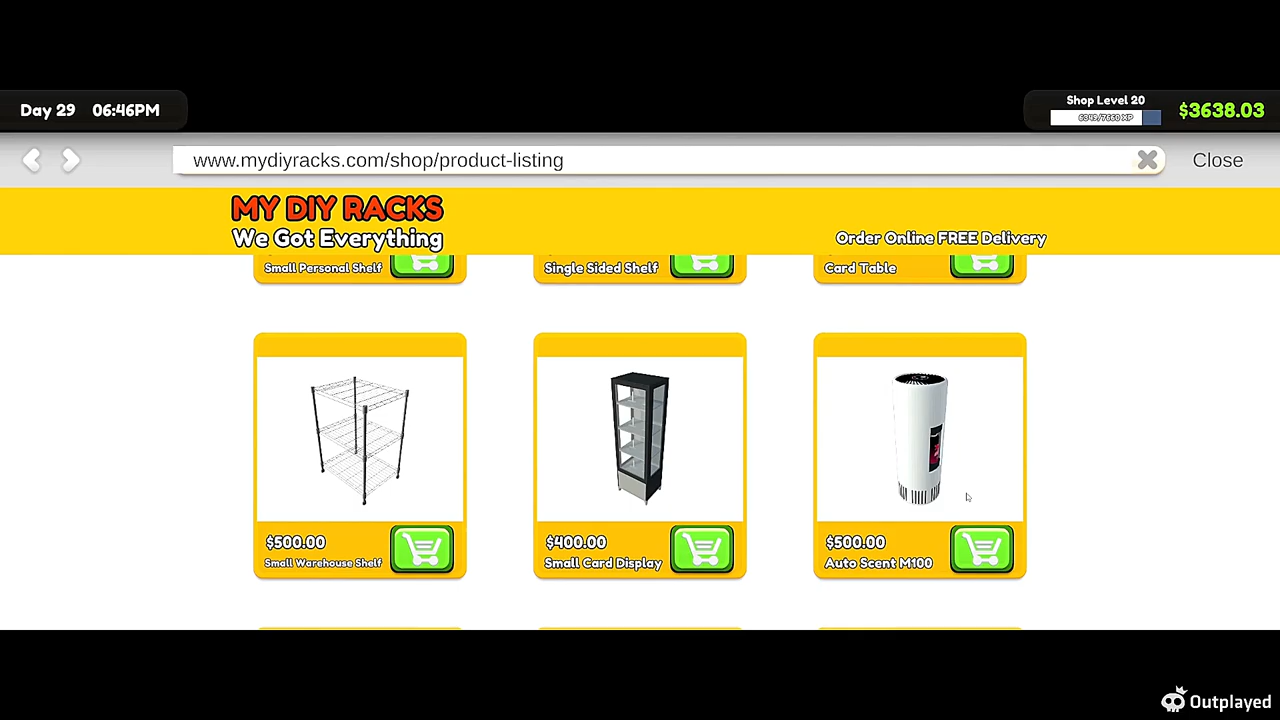 Day 29 06:46PM
Shop Level 20
$3638.03
www.mydiyracks.com/shop/product-listing
Close
MY DIY RACKS
We Got Everything
Order Online FREE Delivery
Small Personal Shelf
Single Sided Shelf
Card Table
$500.00
Small Warehouse Shelf
$400.00
Small Card Display
$500.00
Auto Scent M100
Outplayed